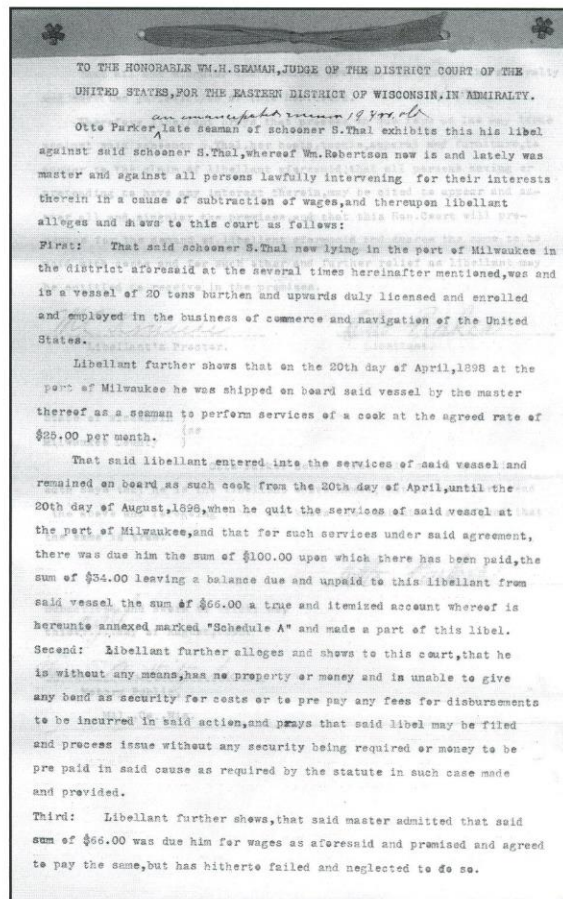 TO THE HONORABLE WM.H.SEAMAN,JUDGE OF THE DISTRICT COURT OF THE
UNITED STATES,FOR THE EASTERN DISTRICT OF WISCONSIN.IN ADMIRALTY.
an emancipated minor 19 yrs. old
Otto Parker late seaman of schooner S.Thal exhibits this his libel
against said schooner S.Thal,whereof Wm.Robertson now is and lately was
master and against all persons lawfully intervening for their interests
therein in a cause of subtraction of wages,and thereupon libellant
alleges and shows to this court as follows:
First: That said schooner S.Thal now lying in the port of Milwaukee in
the district aforesaid at the several times hereinafter mentioned,was and
is a vessel of 20 tons burthen and upwards duly licensed and enrolled
and employed in the business of commerce and navigation of the United
States.
Libellant further shows that on the 20th day of April,1898 at the
port of Milwaukee he was shipped on board said vessel by the master
thereof as a seaman to perform services of a cook at the agreed rate of
$25.00 per month.
That said libellant entered into the services of said vessel and
remained on board as such cook from the 20th day of April,until the
20th day of August,1898,when he quit the services of said vessel at
the port of Milwaukee,and that for such services under said agreement,
there was due him the sum of $100.00 upon which there has been paid,the
sum of $34.00 leaving a balance due and unpaid to this libellant from
said vessel the sum of $66.00 a true and itemized account whereof is
hereunto annexed marked "Schedule A" and made a part of this libel.
Second: Libellant further alleges and shows to this court,that he
is without any means,has no property or money and is unable to give
any bond as security for costs or to pre pay any fees for disbursements
to be incurred in said action,and prays that said libel may be filed
and process issue without any security being required or money to be
pre paid in said cause as required by the statute in such case made
and provided.
Third: Libellant further shows,that said master admitted that said
sum of $66.00 was due him for wages as aforesaid and promised and agreed
to pay the same,but has hitherto failed and neglected to do so.